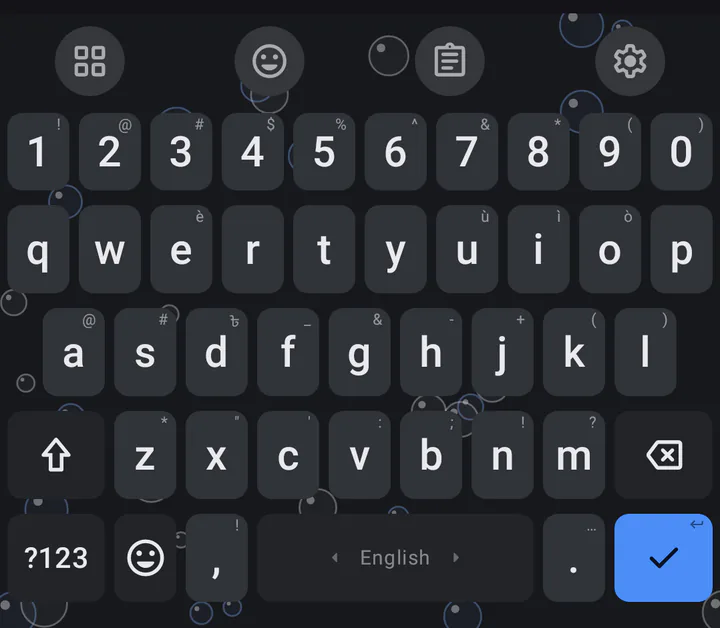 ! @ # $ % ^ & * ( )
1 2 3 4 5 6 7 8 9 0
è ù ì ò
q w e r t y u i o p
@ # ъ _ & - + ( )
a s d f g h j k l
* " ' : ; ! ?
z x c v b n m
! …
?123 , English .